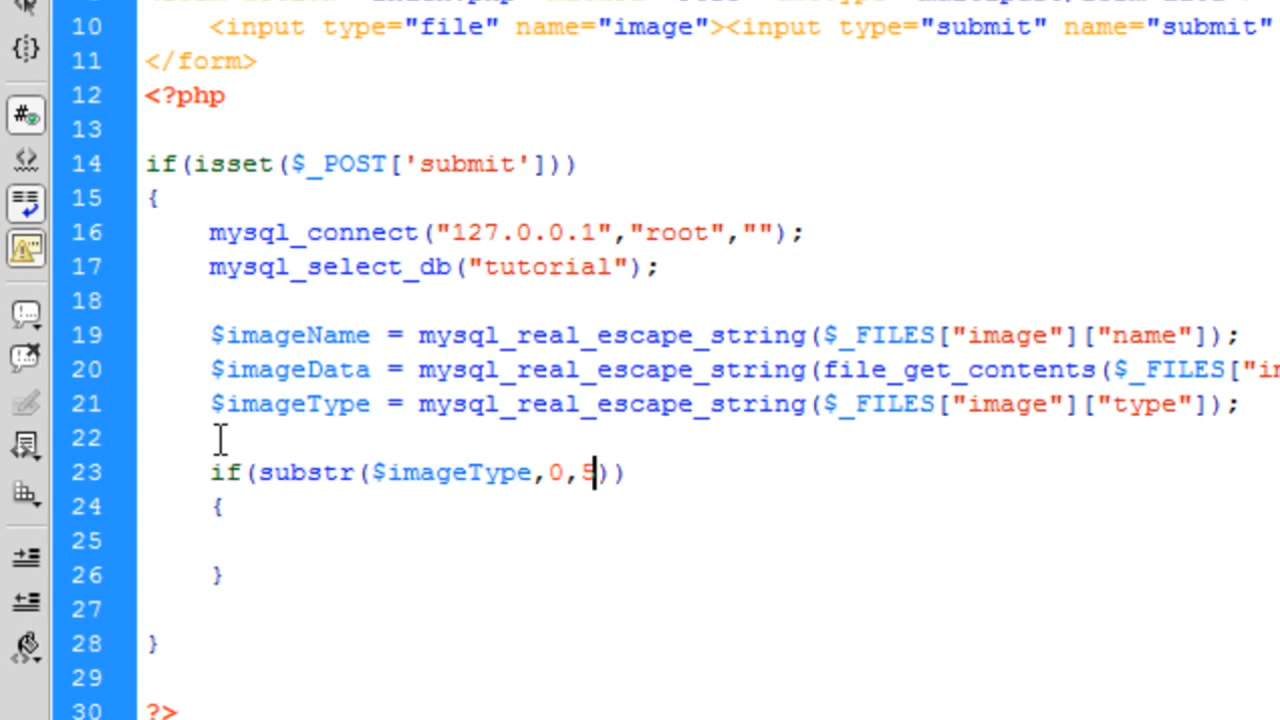 10 <input type="file" name="image"><input type="submit" name="submit"
11 </form>
12 <?php
13
14 if(isset($_POST['submit']))
15 {
16 mysql_connect("127.0.0.1","root","");
17 mysql_select_db("tutorial");
18
19 $imageName = mysql_real_escape_string($_FILES["image"]["name"]);
20 $imageData = mysql_real_escape_string(file_get_contents($_FILES["im
21 $imageType = mysql_real_escape_string($_FILES["image"]["type"]);
22
23 if(substr($imageType,0,5))
24 {
25
26 }
27
28 }
29
30 ?>